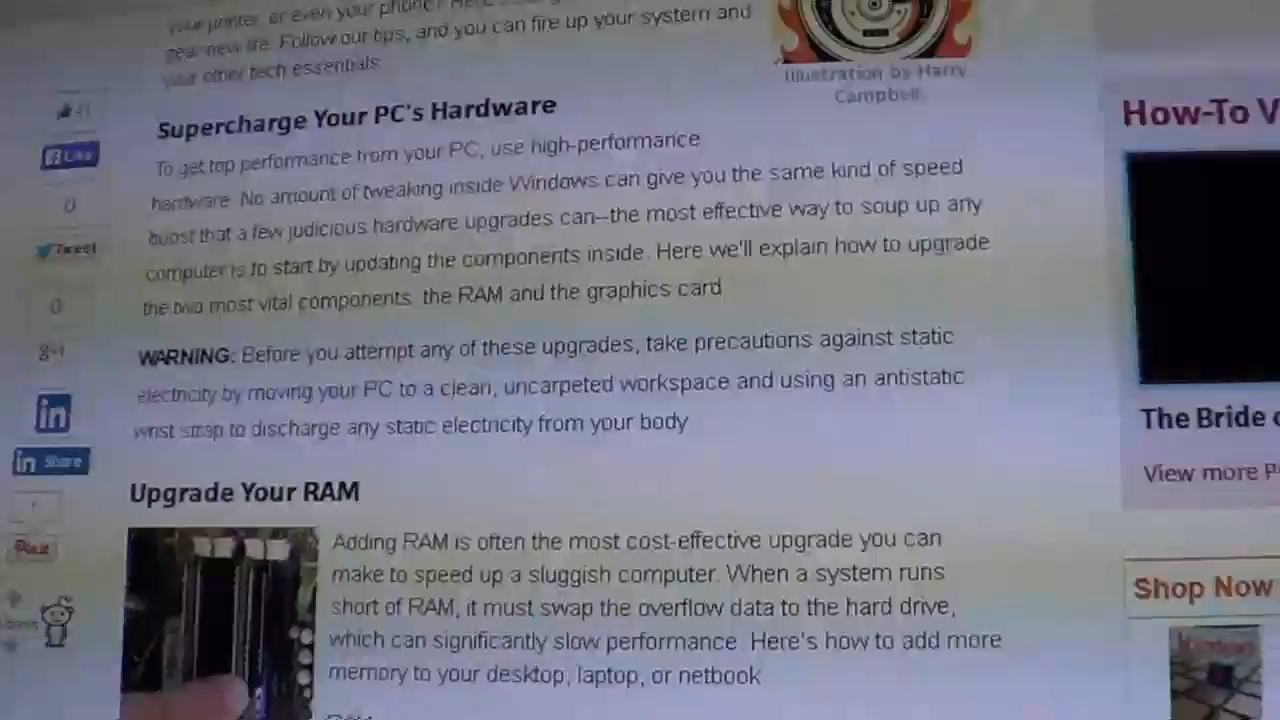 your printer, or even your phone?
gear new life. Follow our tips, and you can fire up your system and
your other tech essentials.
Illustration by Harry
Campbell.
Supercharge Your PC's Hardware
To get top performance from your PC, use high-performance
hardware. No amount of tweaking inside Windows can give you the same kind of speed
boost that a few judicious hardware upgrades can--the most effective way to soup up any
computer is to start by updating the components inside. Here we'll explain how to upgrade
the two most vital components: the RAM and the graphics card.
WARNING: Before you attempt any of these upgrades, take precautions against static
electricity by moving your PC to a clean, uncarpeted workspace and using an antistatic
wrist strap to discharge any static electricity from your body.
Upgrade Your RAM
Adding RAM is often the most cost-effective upgrade you can
make to speed up a sluggish computer. When a system runs
short of RAM, it must swap the overflow data to the hard drive,
which can significantly slow performance. Here's how to add more
memory to your desktop, laptop, or netbook.
Like
0
Tweet
0
g+1
in
in Share
How-To V
The Bride
View more P
Shop Now